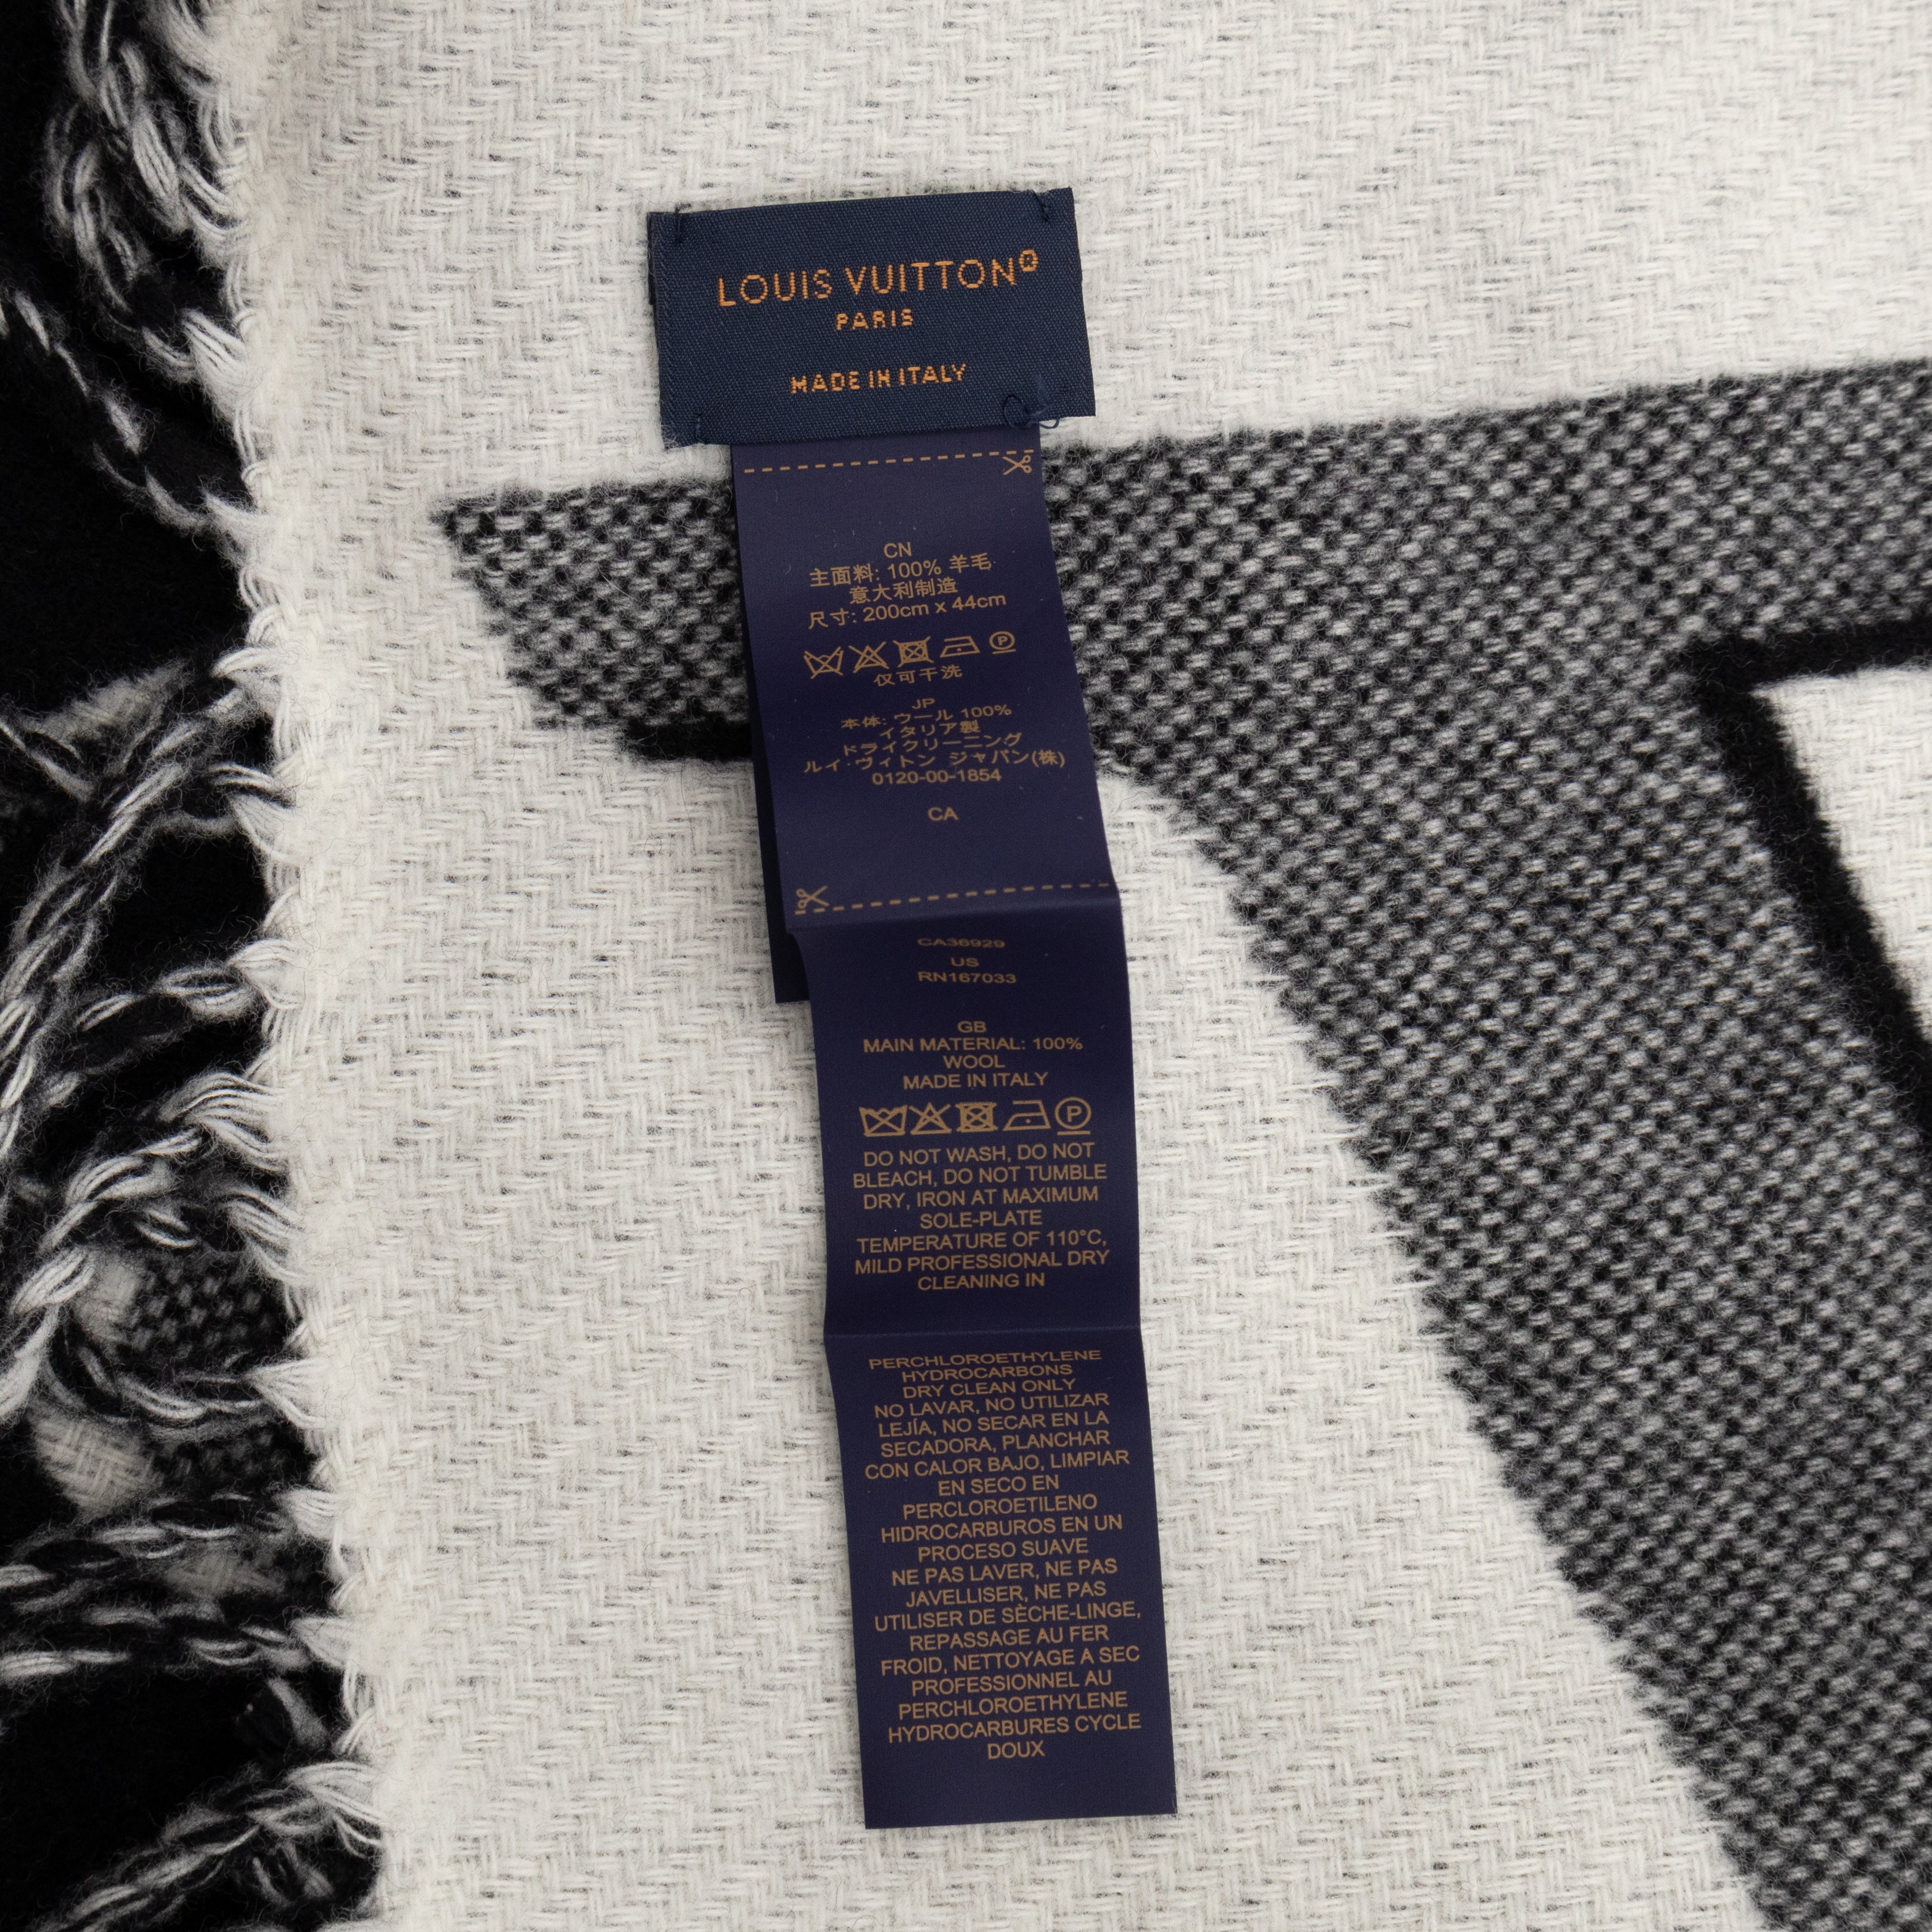 LOUIS VUITTON®
PARIS
MADE IN ITALY
CN
主面料: 100% 羊毛
意大利制造
尺寸: 200cm x 44cm
P
仅可干洗
JP
本体: ウール 100%
イタリア製
ドライクリーニング
ルイ・ヴィトン ジャパン(株)
0120-00-1854
CA
CA36929
US
RN167033
GB
MAIN MATERIAL: 100%
WOOL
MADE IN ITALY
P
DO NOT WASH, DO NOT
BLEACH, DO NOT TUMBLE
DRY, IRON AT MAXIMUM
SOLE-PLATE
TEMPERATURE OF 110°C,
MILD PROFESSIONAL DRY
CLEANING IN
PERCHLOROETHYLENE
HYDROCARBONS
DRY CLEAN ONLY
NO LAVAR, NO UTILIZAR
LEJÍA, NO SECAR EN LA
SECADORA, PLANCHAR
CON CALOR BAJO, LIMPIAR
EN SECO EN
PERCLOROETILENO
HIDROCARBUROS EN UN
PROCESO SUAVE
NE PAS LAVER, NE PAS
JAVELLISER, NE PAS
UTILISER DE SÈCHE-LINGE,
REPASSAGE AU FER
FROID, NETTOYAGE A SEC
PROFESSIONNEL AU
PERCHLOROETHYLENE
HYDROCARBURES CYCLE
DOUX